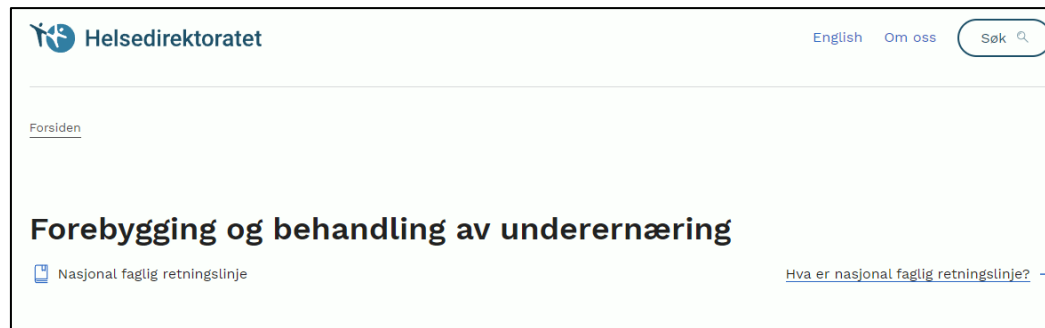 Helsedirektoratet
English Om oss Søk
Forsiden
Forebygging og behandling av underernæring
Nasjonal faglig retningslinje
Hva er nasjonal faglig retningslinje?